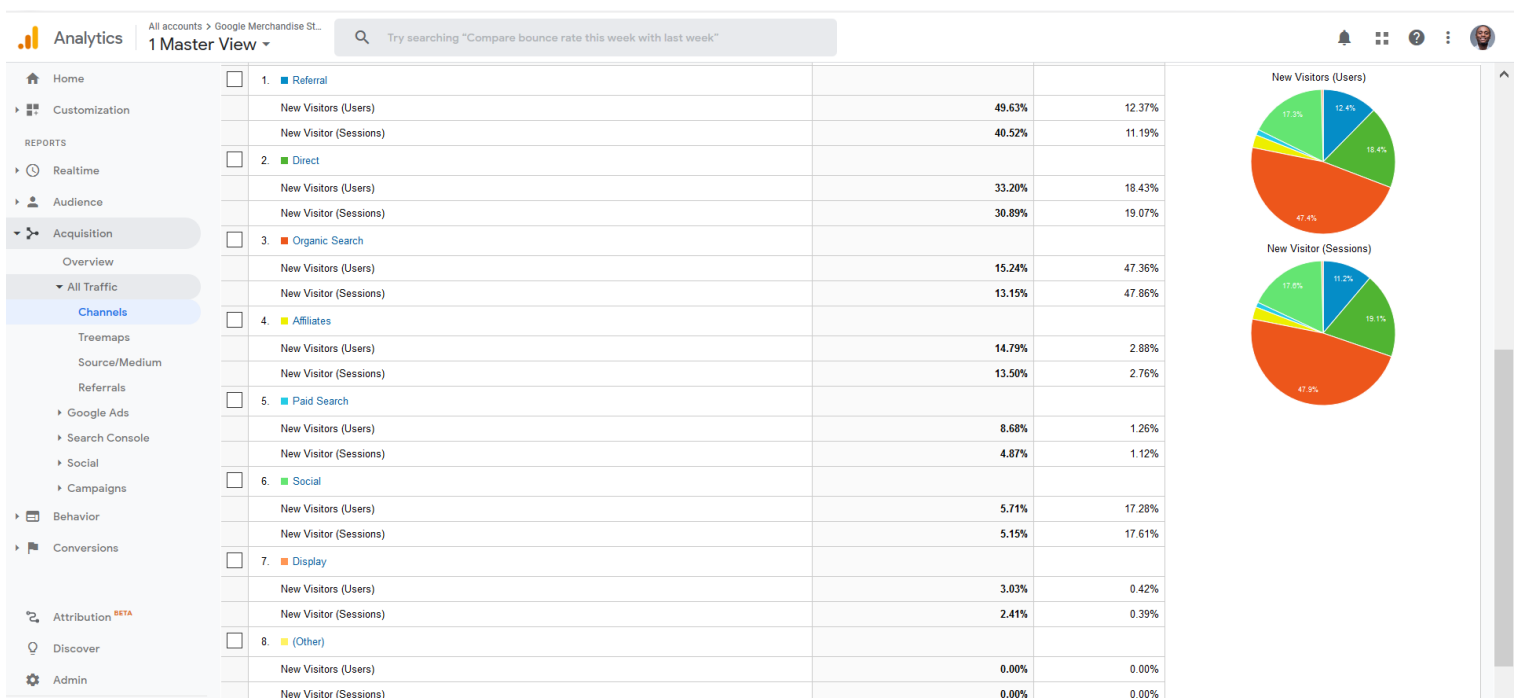 Analytics
All accounts > Google Merchandise St...
1 Master View
Try searching "Compare bounce rate this week with last week"
Home
Customization
REPORTS
Realtime
Audience
Acquisition
Overview
All Traffic
Channels
Treemaps
Source/Medium
Referrals
Google Ads
Search Console
Social
Campaigns
Behavior
Conversions
Attribution BETA
Discover
Admin
1. Referral
New Visitors (Users) 49.63% 12.37%
New Visitor (Sessions) 40.52% 11.19%
2. Direct
New Visitors (Users) 33.20% 18.43%
New Visitor (Sessions) 30.89% 19.07%
3. Organic Search
New Visitors (Users) 15.24% 47.36%
New Visitor (Sessions) 13.15% 47.86%
4. Affiliates
New Visitors (Users) 14.79% 2.88%
New Visitor (Sessions) 13.50% 2.76%
5. Paid Search
New Visitors (Users) 8.68% 1.26%
New Visitor (Sessions) 4.87% 1.12%
6. Social
New Visitors (Users) 5.71% 17.28%
New Visitor (Sessions) 5.15% 17.61%
7. Display
New Visitors (Users) 3.03% 0.42%
New Visitor (Sessions) 2.41% 0.39%
8. (Other)
New Visitors (Users) 0.00% 0.00%
New Visitor (Sessions) 0.00% 0.00%
New Visitors (Users)
17.3% 12.4%
18.4%
47.4%
New Visitor (Sessions)
17.6% 11.2%
19.1%
47.9%